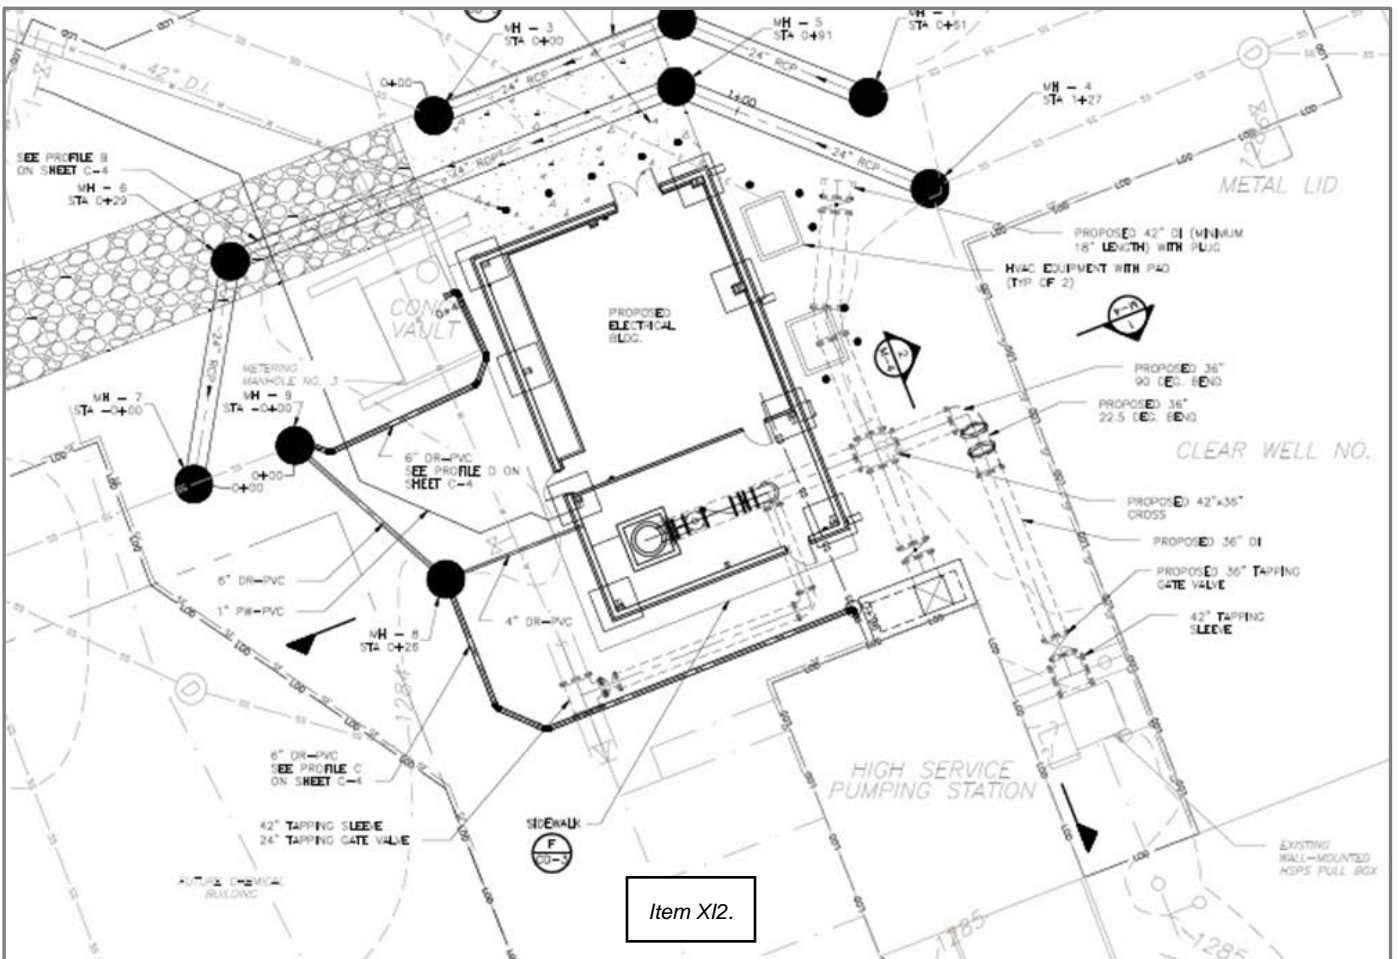 MH - 3
STA 0+00
MH - 5
STA 0+91
MH - 1
STA 0+61
0+00
42" D.I.
24" RCP
24" RCP
24" RCP
1+00
24" RCP
MH - 4
STA 1+27
SEE PROFILE B
ON SHEET C-4
MH - 6
STA 0+29
METAL LID
PROPOSED 42" DI (MINIMUM
18" LENGTH) WITH PLUG
HVAC EQUIPMENT WITH PAD
(TYP OF 2)
VAULT
PROPOSED
ELECTRICAL
BLDG.
1
M-4
2
M-4
24" RCP
METERING
MANHOLE NO. 3
PROPOSED 36"
90 DEG. BEND
PROPOSED 36"
22.5 DEG. BEND
MH - 7
STA -0+00
MH - 9
STA -0+00
CLEAR WELL NO.
6" DR-PVC
SEE PROFILE D ON
SHEET C-4
0+00
0+00
PROPOSED 42"x36"
CROSS
PROPOSED 36" DI
6" DR-PVC
1" PW-PVC
PROPOSED 36" TAPPING
GATE VALVE
4" DR-PVC
42" TAPPING
SLEEVE
MH - 8
STA 0+26
1284
6" DR-PVC
SEE PROFILE C
ON SHEET C-4
HIGH SERVICE
PUMPING STATION
42" TAPPING SLEEVE
24" TAPPING GATE VALVE
SIDEWALK
F
CD-3
EXISTING
WALL-MOUNTED
HSPS PULL BOX
FUTURE CHEMICAL
BUILDING
Item XI2.
1285
1285